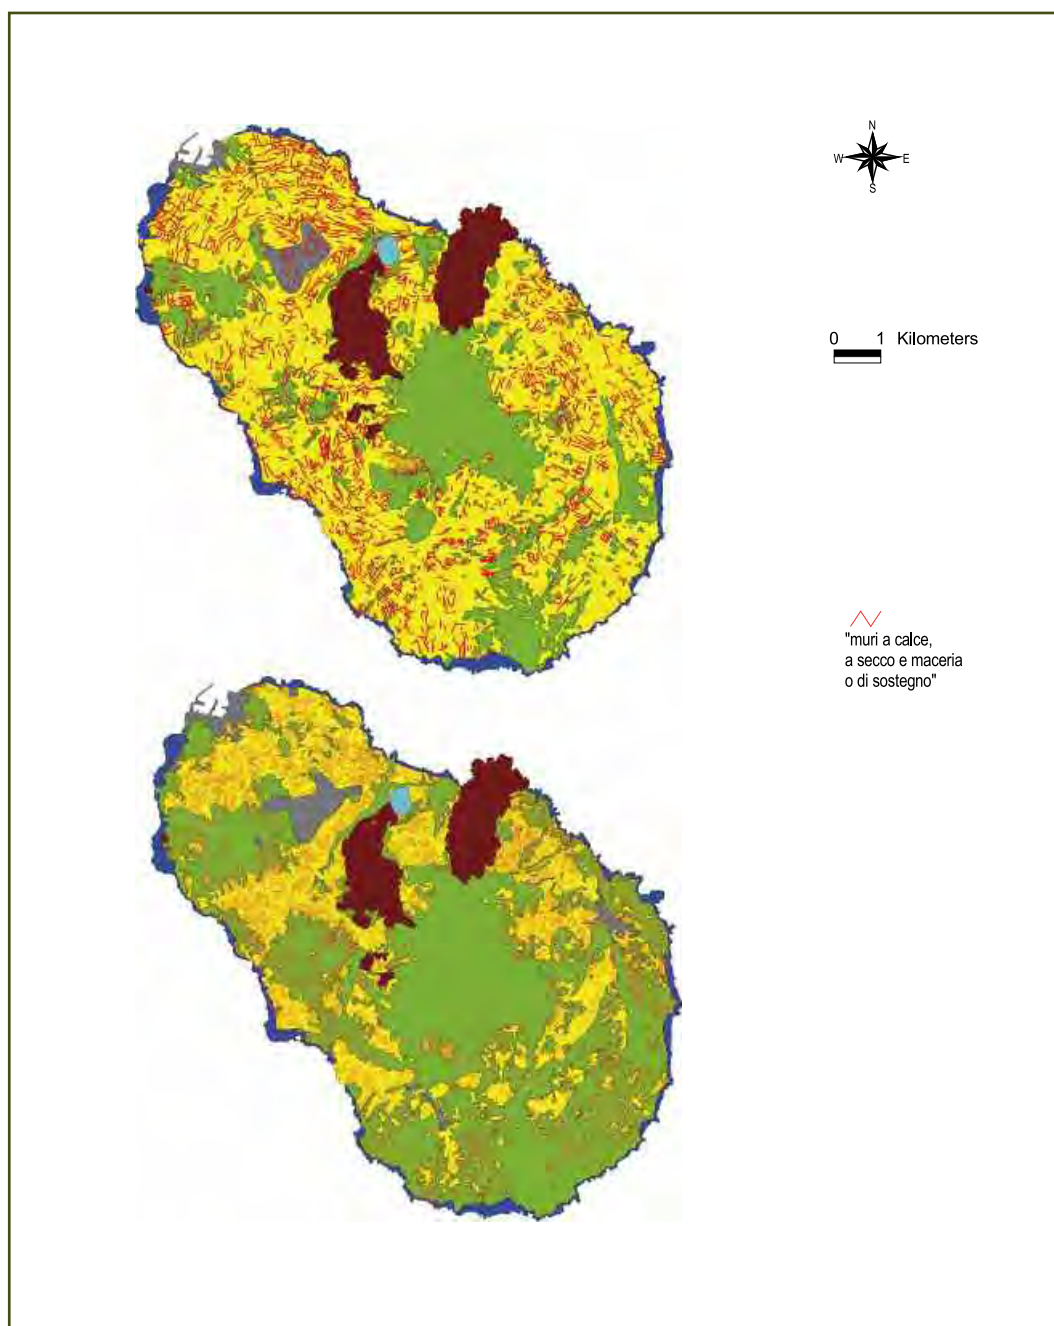 N
W E
S
0 1 Kilometers
"muri a calce,
a secco e maceria
o di sostegno"